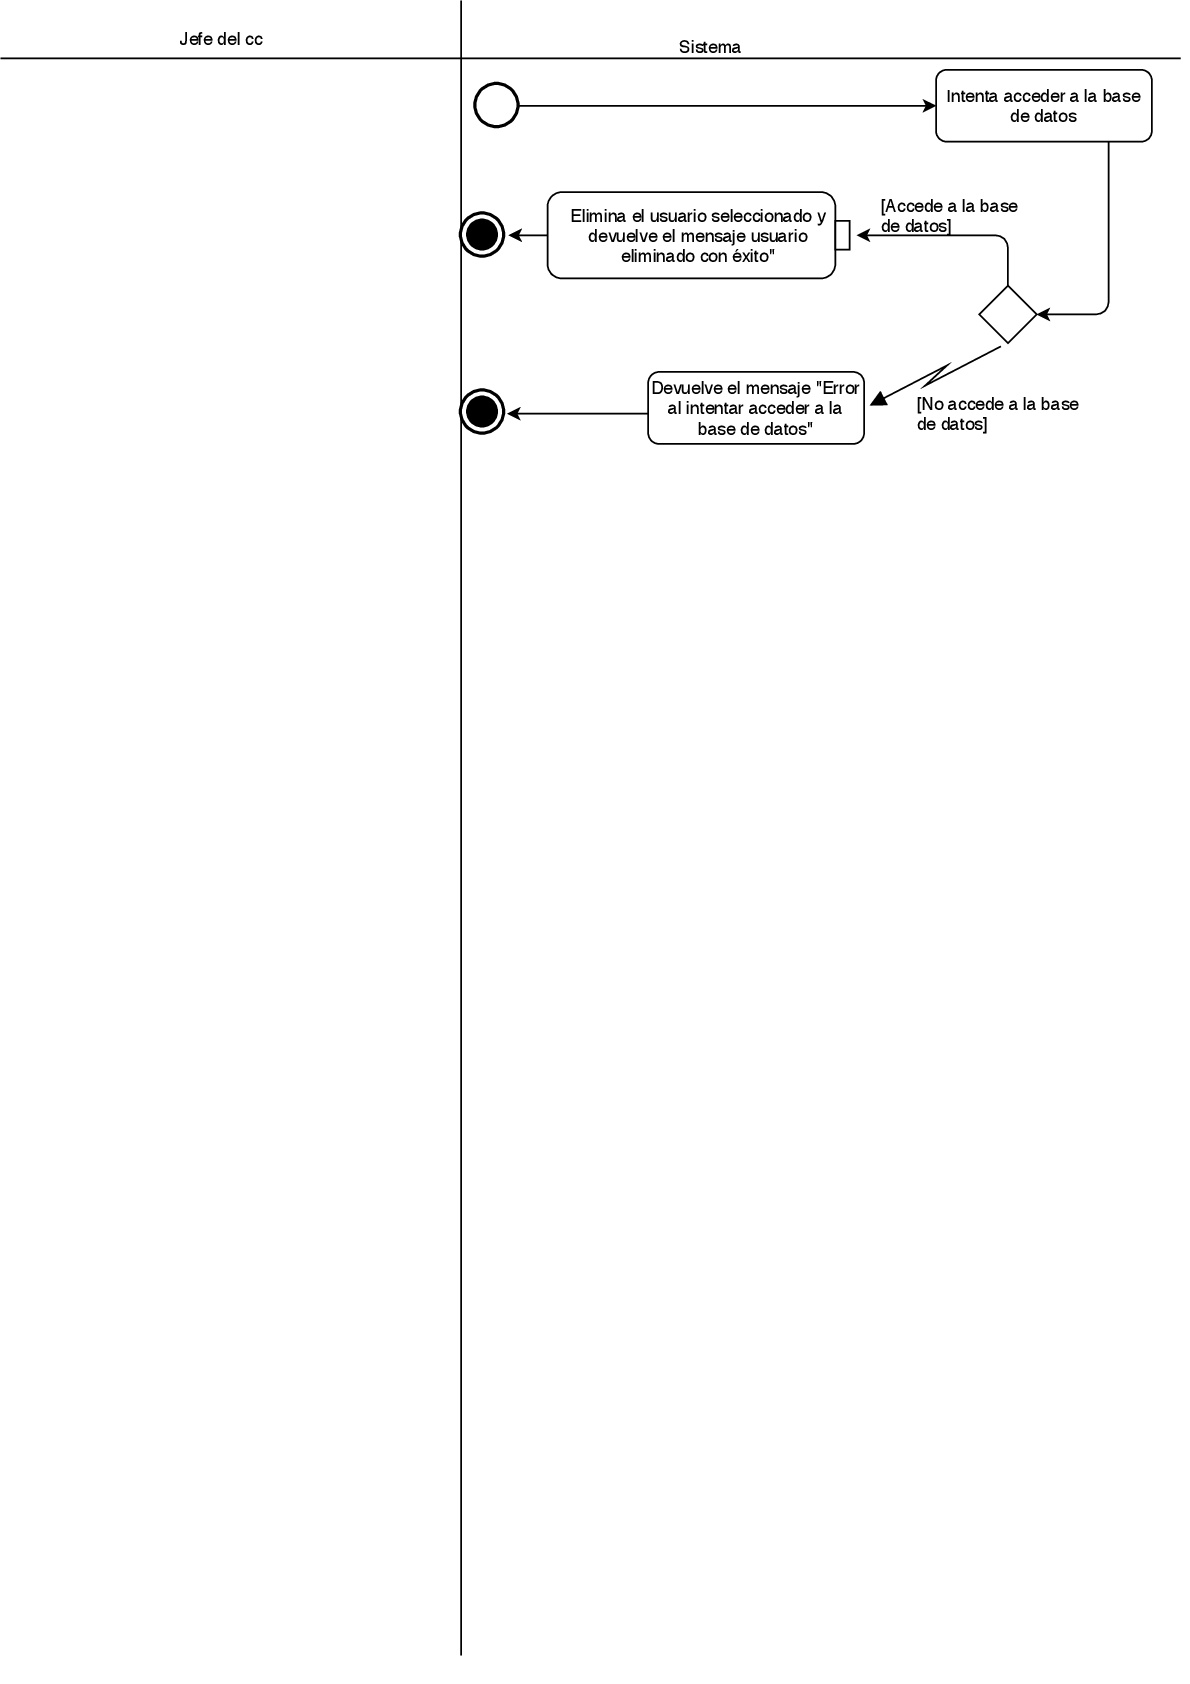 Jefe del cc
Sistema
Intenta acceder a la base
de datos
[Accede a la base
de datos]
Elimina el usuario seleccionado y
devuelve el mensaje usuario
eliminado con éxito"
Devuelve el mensaje "Error
al intentar acceder a la
base de datos"
[No accede a la base
de datos]